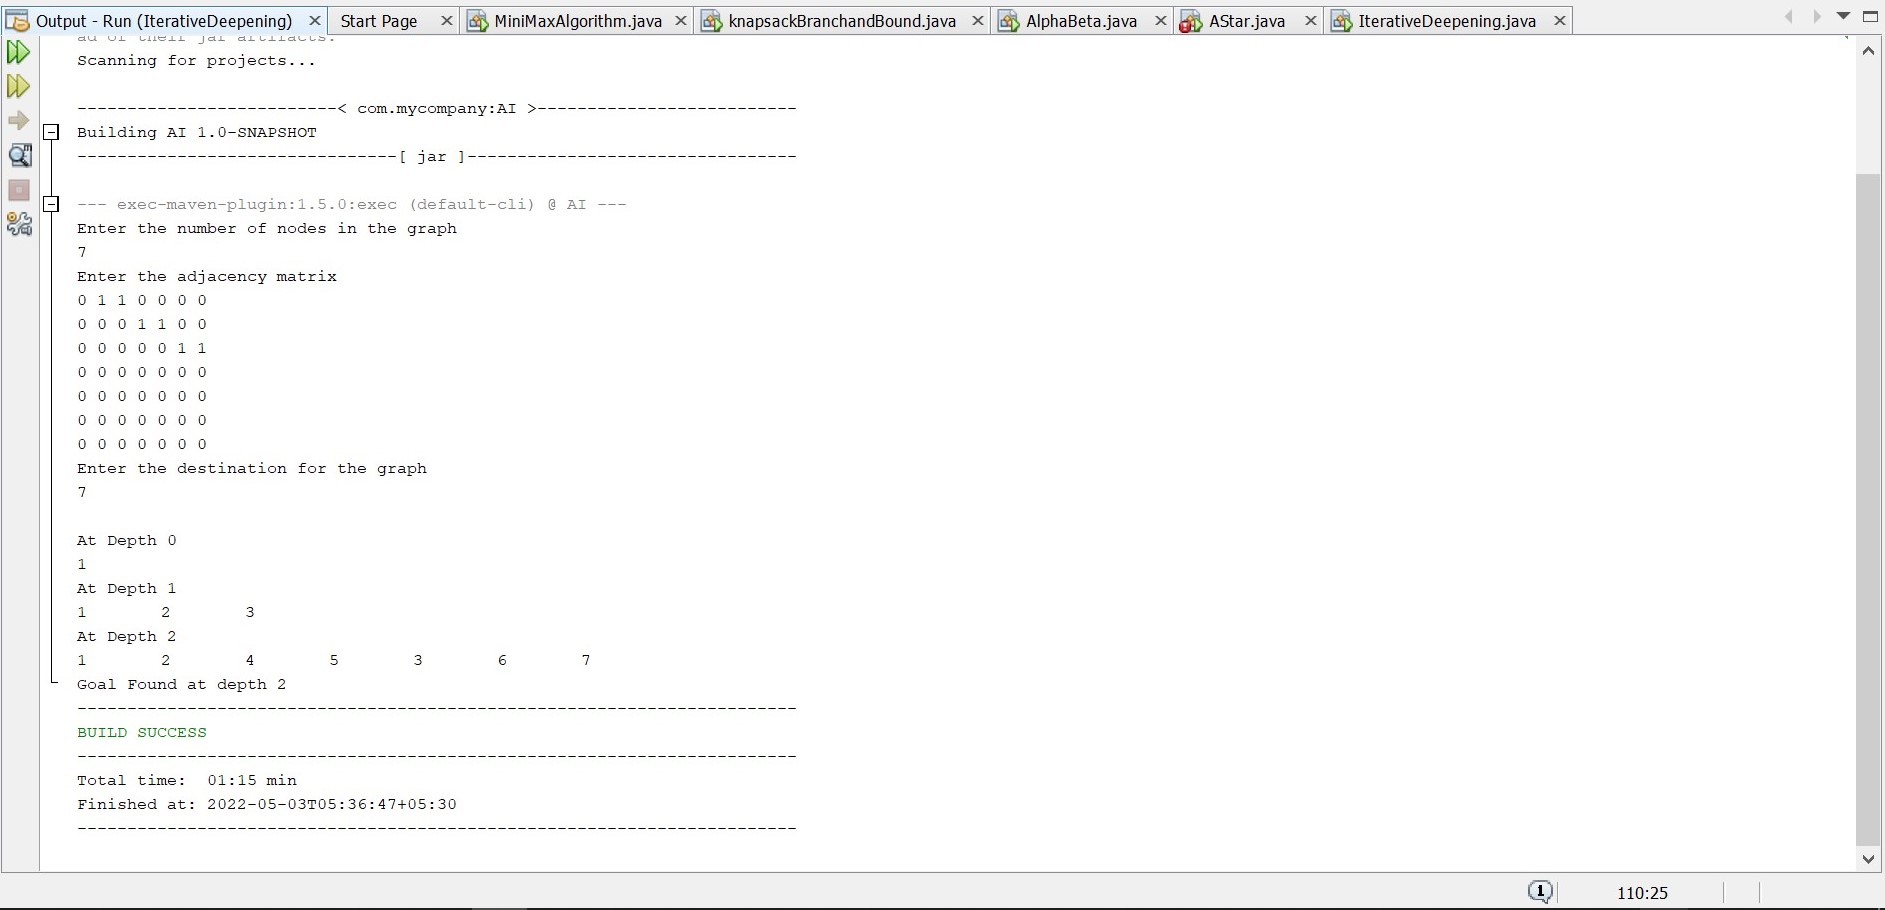 Output - Run (IterativeDeepening) Start Page MiniMaxAlgorithm.java knapsackBranchandBound.java AlphaBeta.java AStar.java IterativeDeepening.java
ad of their jar artifacts.
Scanning for projects...
--------------------------< com.mycompany:AI >--------------------------
Building AI 1.0-SNAPSHOT
--------------------------------[ jar ]---------------------------------
--- exec-maven-plugin:1.5.0:exec (default-cli) @ AI ---
Enter the number of nodes in the graph
7
Enter the adjacency matrix
0 1 1 0 0 0 0
0 0 0 1 1 0 0
0 0 0 0 0 1 1
0 0 0 0 0 0 0
0 0 0 0 0 0 0
0 0 0 0 0 0 0
0 0 0 0 0 0 0
Enter the destination for the graph
7
At Depth 0
1
At Depth 1
1 2 3
At Depth 2
1 2 4 5 3 6 7
Goal Found at depth 2
------------------------------------------------------------------------
BUILD SUCCESS
------------------------------------------------------------------------
Total time:  01:15 min
Finished at: 2022-05-03T05:36:47+05:30
------------------------------------------------------------------------
110:25